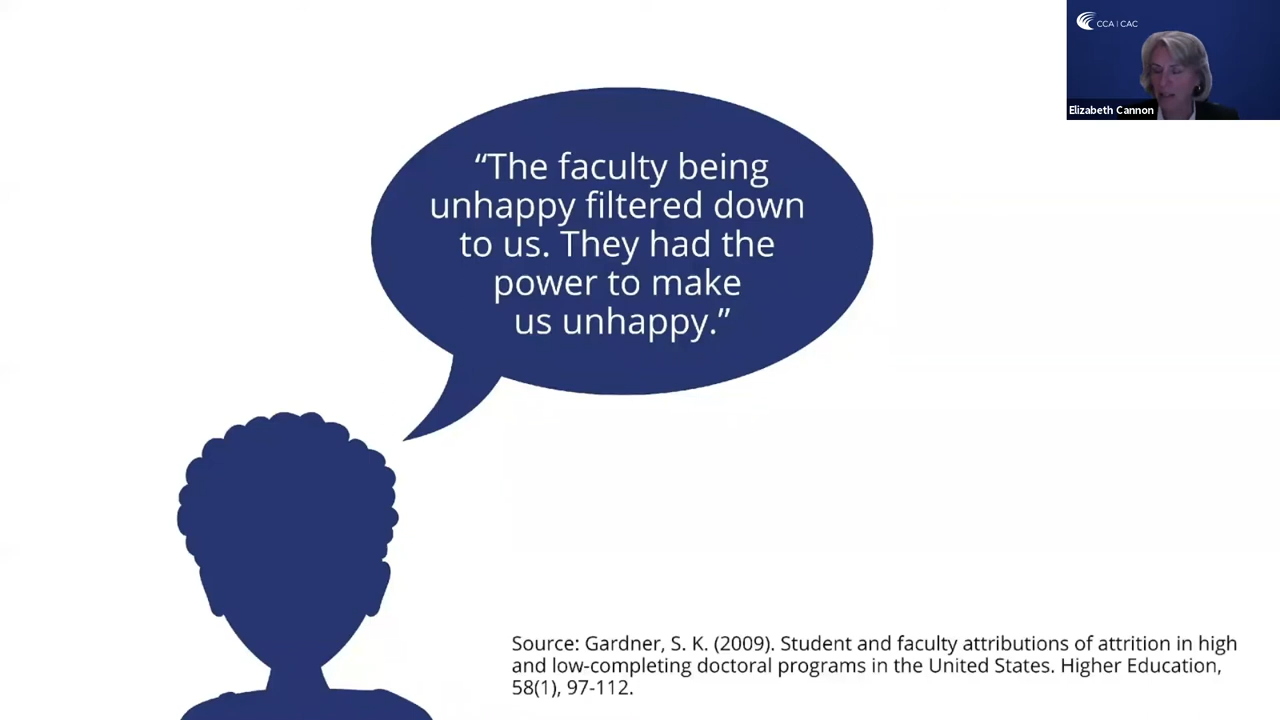 CCA | CAC
Elizabeth Cannon
“The faculty being
unhappy filtered down
to us. They had the
power to make
us unhappy.”
Source: Gardner, S. K. (2009). Student and faculty attributions of attrition in high
and low-completing doctoral programs in the United States. Higher Education,
58(1), 97-112.